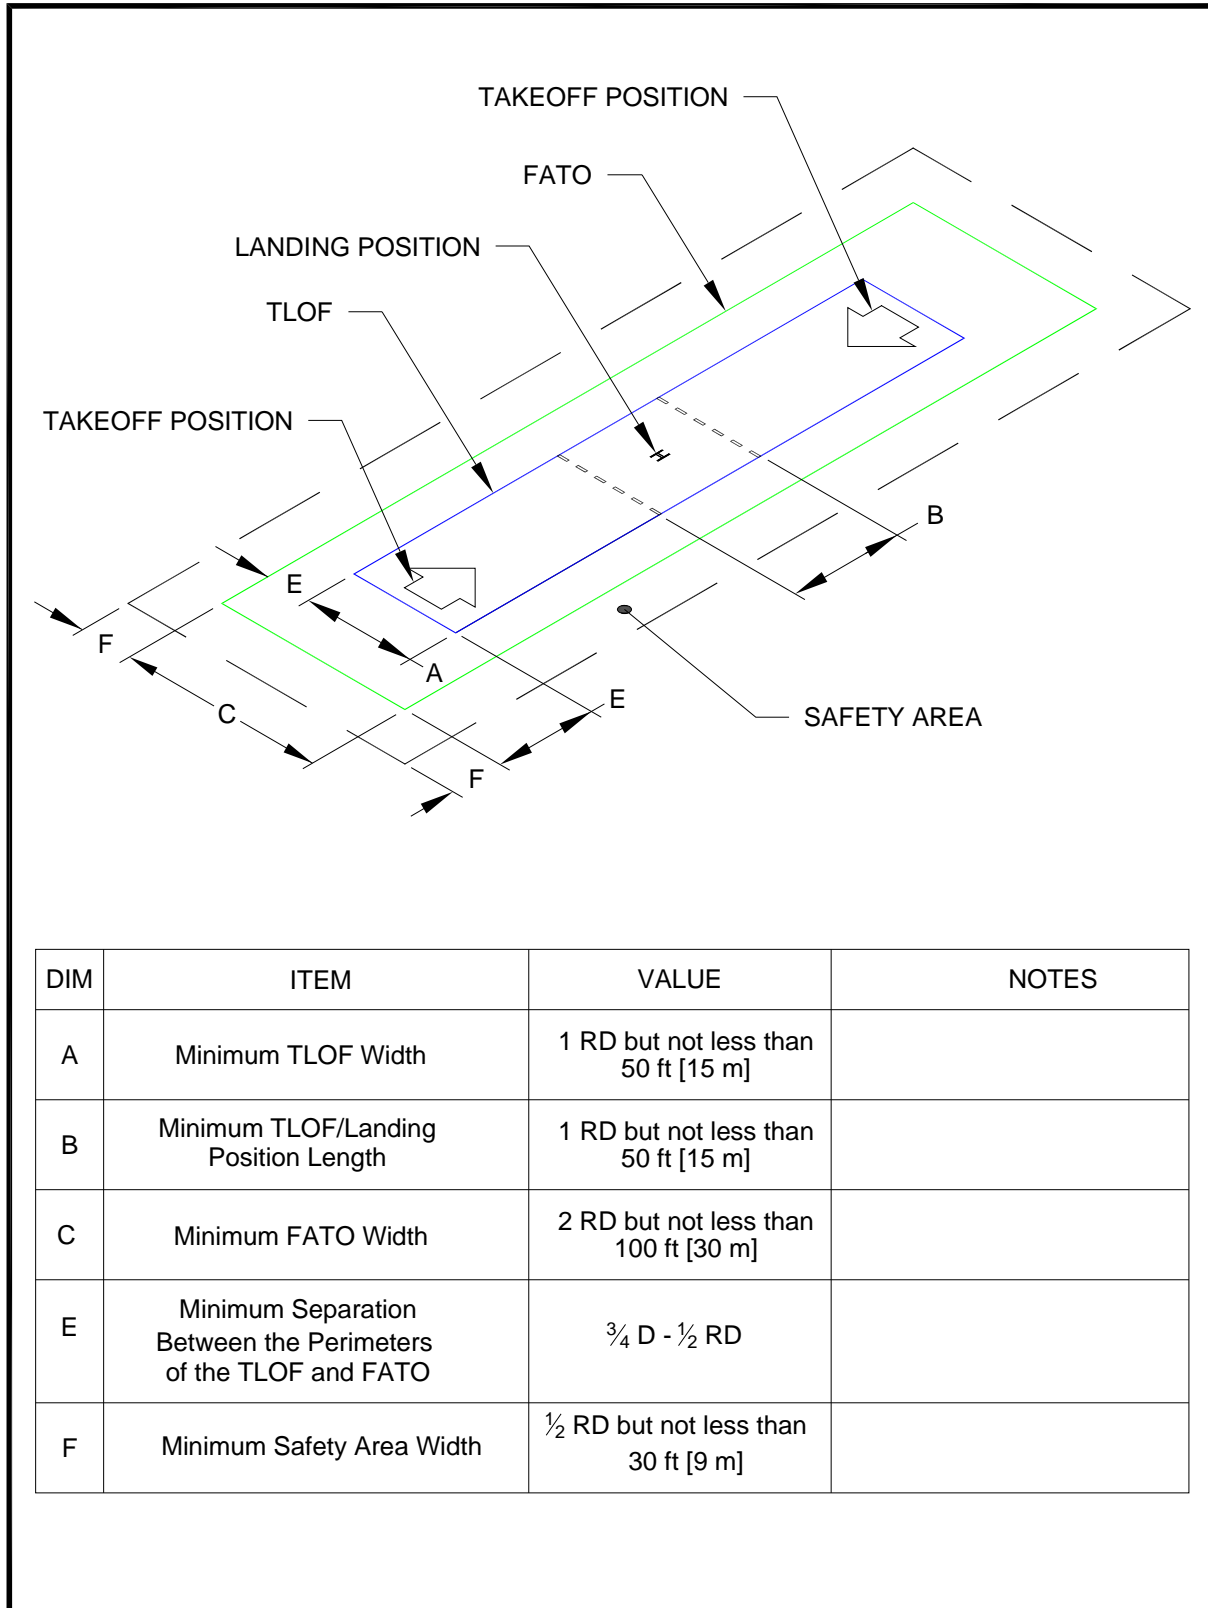 TAKEOFF POSITION
FATO
LANDING POSITION
TLOF
TAKEOFF POSITION
B
E
F
A
C
E
SAFETY AREA
F
DIM ITEM VALUE NOTES
A Minimum TLOF Width 1 RD but not less than
50 ft [15 m]
B Minimum TLOF/Landing
Position Length 1 RD but not less than
50 ft [15 m]
C Minimum FATO Width 2 RD but not less than
100 ft [30 m]
E Minimum Separation
Between the Perimeters
of the TLOF and FATO ¾ D - ½ RD
F Minimum Safety Area Width ½ RD but not less than
30 ft [9 m]
H